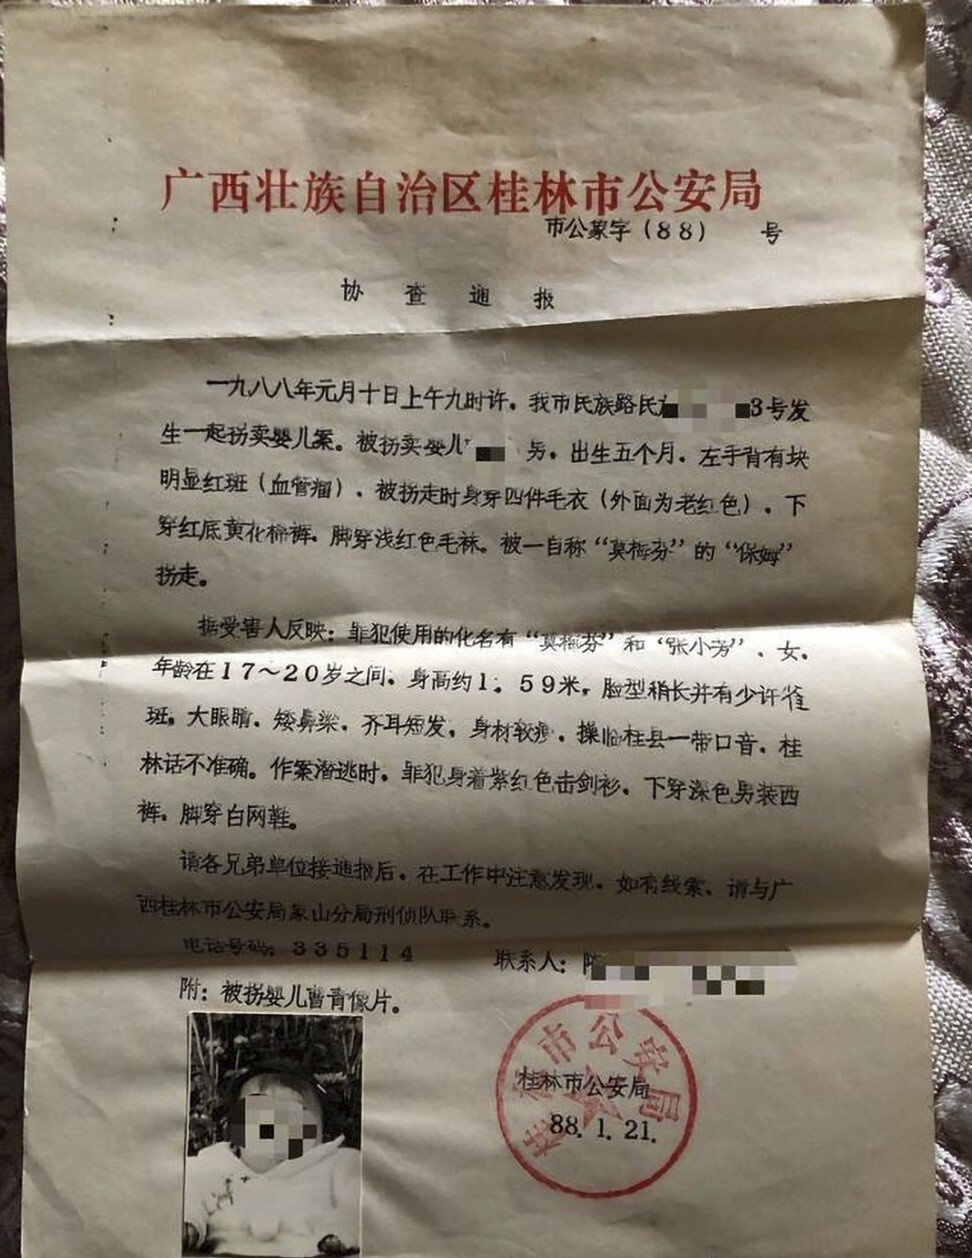 广西壮族自治区桂林市公安局
市公象字（88） 号
协查通报
一九八八年元月十日上午九时许，我市民族路民 3号发
生一起拐卖婴儿案。被拐卖婴儿 男，出生五个月，左手背有块
明显红斑（血管瘤），被拐走时身穿四件毛衣（外面为老红色），下
穿红底黄花棉裤，脚穿浅红色毛袜。被一自称“莫梅芬”的“保姆”
拐走。
据受害人反映：罪犯使用的化名有“莫梅芬”和“张小芳”，女，
年龄在17～20岁之间，身高约1．59米，脸型稍长并有少许雀
斑，大眼睛，矮鼻梁，齐耳短发，身材较瘦，操临桂县一带口音，桂
林话不准确。作案潜逃时，罪犯身着紫红色击剑衫，下穿深色男装西
裤，脚穿白网鞋。
请各兄弟单位接通报后，在工作中注意发现，如有线索，请与广
西桂林市公安局象山分局刑侦队联系。
电话号码：335114 联系人：
附：被拐婴儿曹青像片。
桂林市公安局
桂林市公安局
88.1.21.